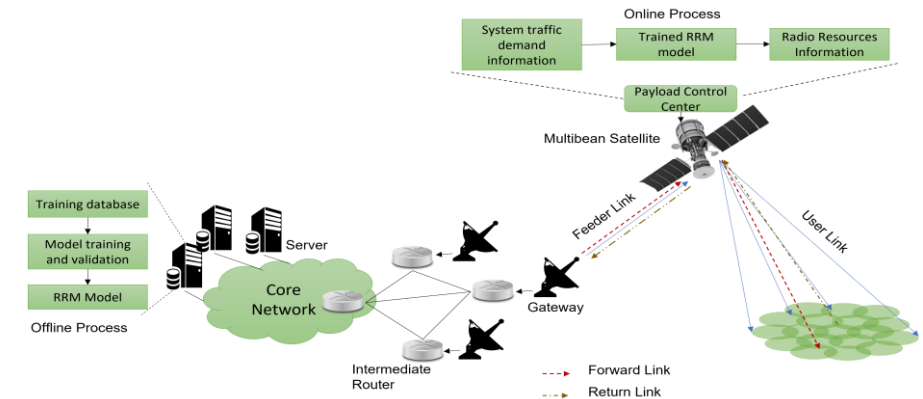 Online Process
System traffic
demand
information
Trained RRM
model
Radio Resources
Information
Payload Control
Center
Multibean Satellite
Training database
Model training
and validation
RRM Model
Offline Process
Server
Core
Network
Intermediate
Router
Gateway
Feeder Link
User Link
Forward Link
Return Link